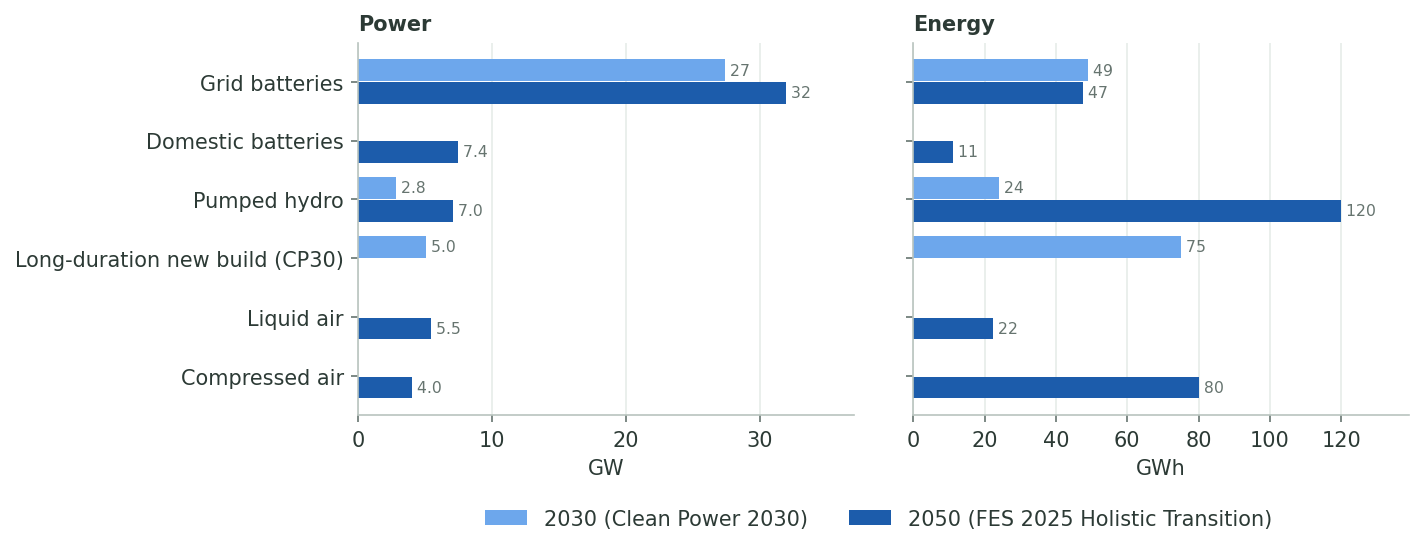 Power
Energy
Grid batteries
27
32
49
47
Domestic batteries
7.4
11
Pumped hydro
2.8
7.0
24
120
Long-duration new build (CP30)
5.0
75
Liquid air
5.5
22
Compressed air
4.0
80
0 10 20 30
0 20 40 60 80 100 120
GW
GWh
2030 (Clean Power 2030)
2050 (FES 2025 Holistic Transition)